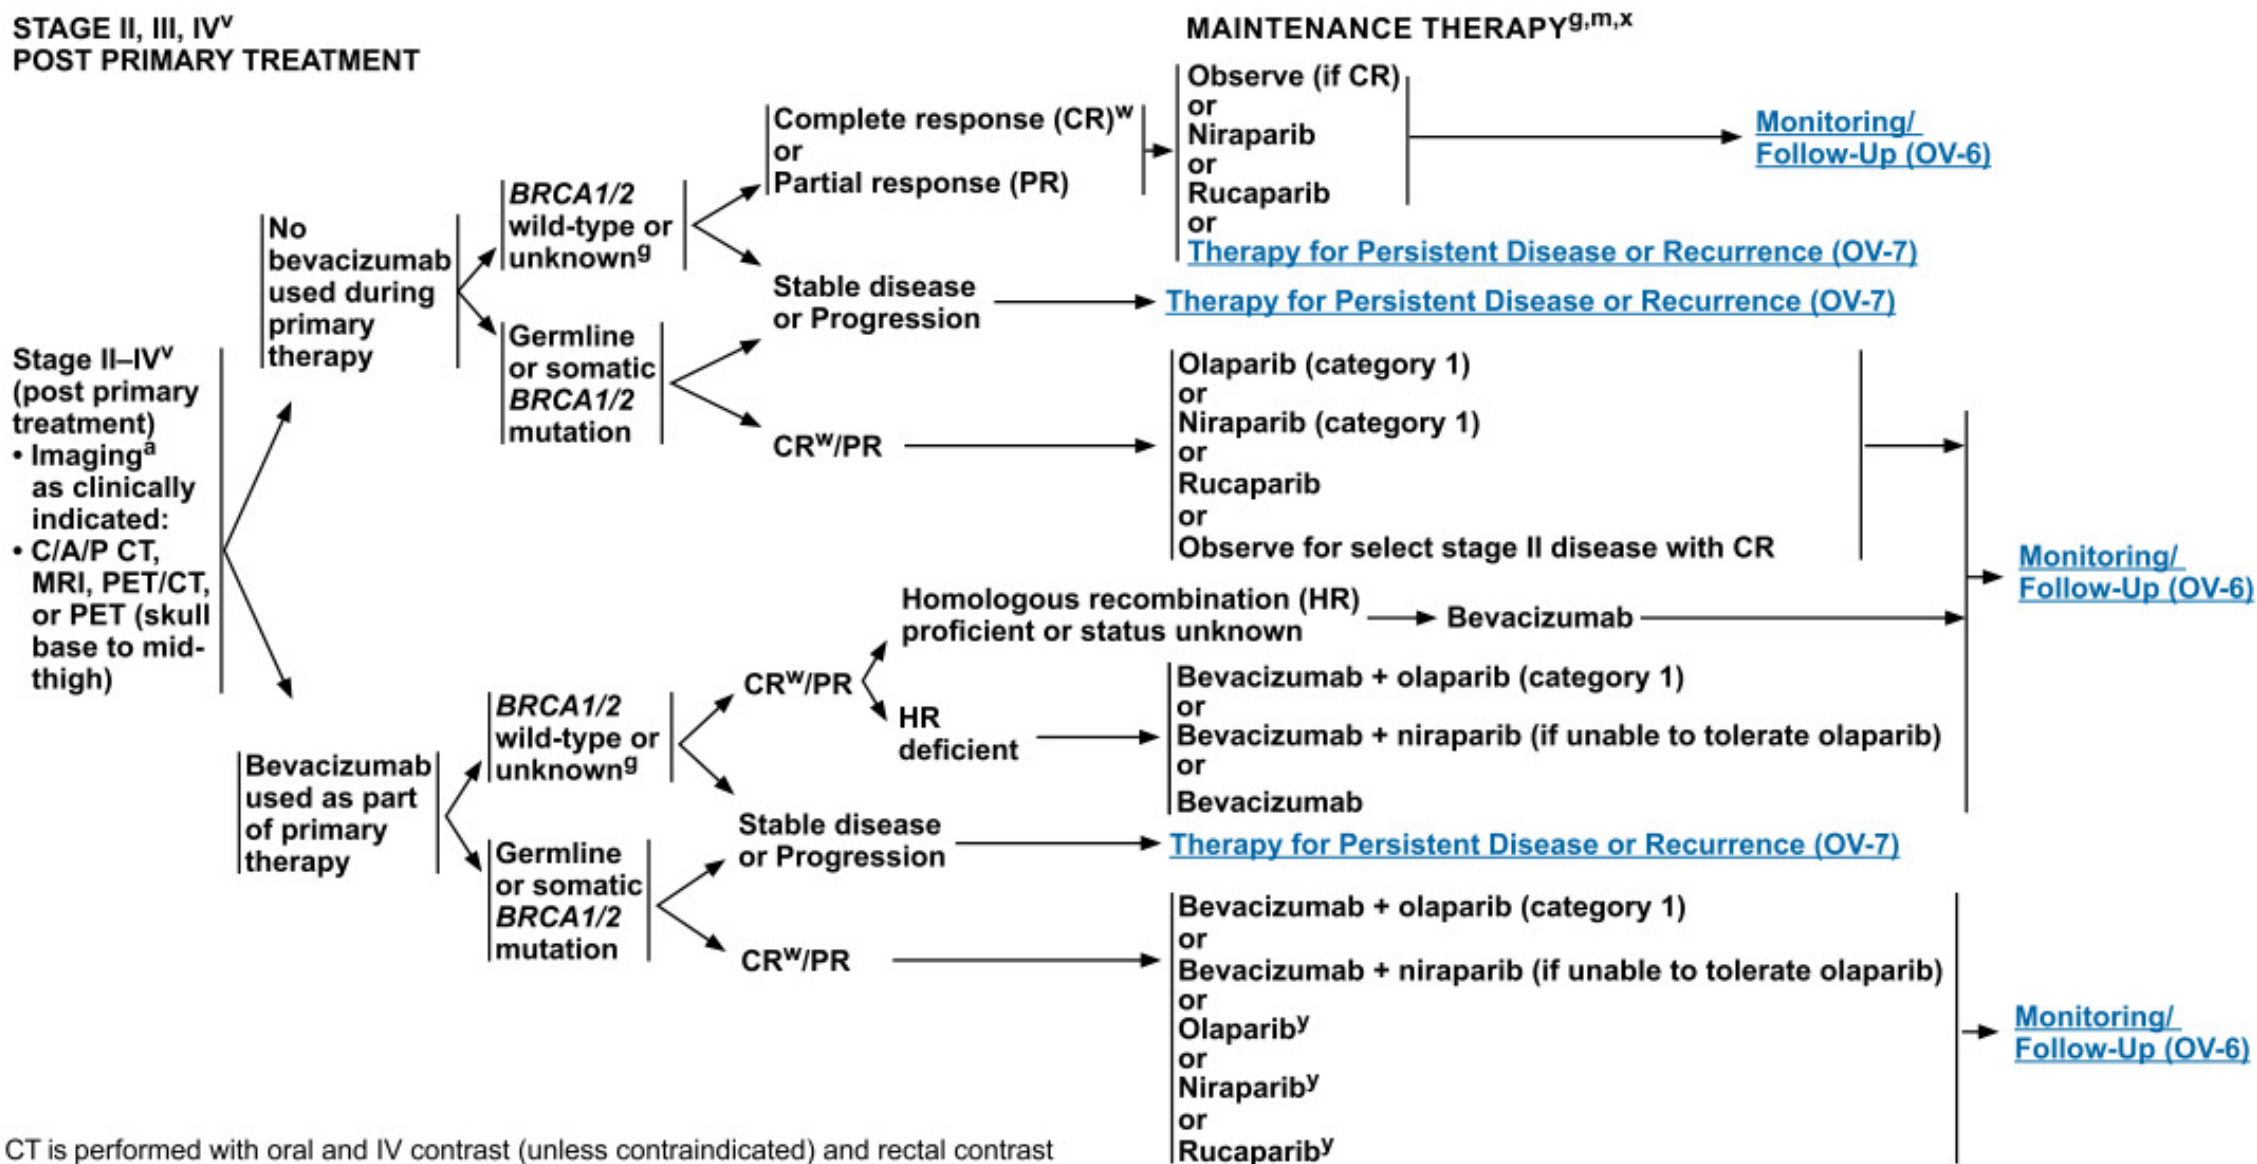 STAGE II, III, IVv
POST PRIMARY TREATMENT
MAINTENANCE THERAPYg,m,x
Stage II–IVv
(post primary
treatment)
• Imaginga
as clinically
indicated:
• C/A/P CT,
MRI, PET/CT,
or PET (skull
base to mid-
thigh)
No
bevacizumab
used during
primary
therapy
BRCA1/2
wild-type or
unknowng
Germline
or somatic
BRCA1/2
mutation
Complete response (CR)w
or
Partial response (PR)
Stable disease
or Progression
CRw/PR
Observe (if CR)
or
Niraparib
or
Rucaparib
or
Therapy for Persistent Disease or Recurrence (OV-7)
Monitoring/
Follow-Up (OV-6)
Therapy for Persistent Disease or Recurrence (OV-7)
Olaparib (category 1)
or
Niraparib (category 1)
or
Rucaparib
or
Observe for select stage II disease with CR
Bevacizumab
used as part
of primary
therapy
BRCA1/2
wild-type or
unknowng
Germline
or somatic
BRCA1/2
mutation
CRw/PR
Stable disease
or Progression
CRw/PR
Homologous recombination (HR)
proficient or status unknown
HR
deficient
Bevacizumab
Bevacizumab + olaparib (category 1)
or
Bevacizumab + niraparib (if unable to tolerate olaparib)
or
Bevacizumab
Monitoring/
Follow-Up (OV-6)
Therapy for Persistent Disease or Recurrence (OV-7)
Bevacizumab + olaparib (category 1)
or
Bevacizumab + niraparib (if unable to tolerate olaparib)
or
Olapariby
or
Nirapariby
or
Rucapariby
Monitoring/
Follow-Up (OV-6)
CT is performed with oral and IV contrast (unless contraindicated) and rectal contrast